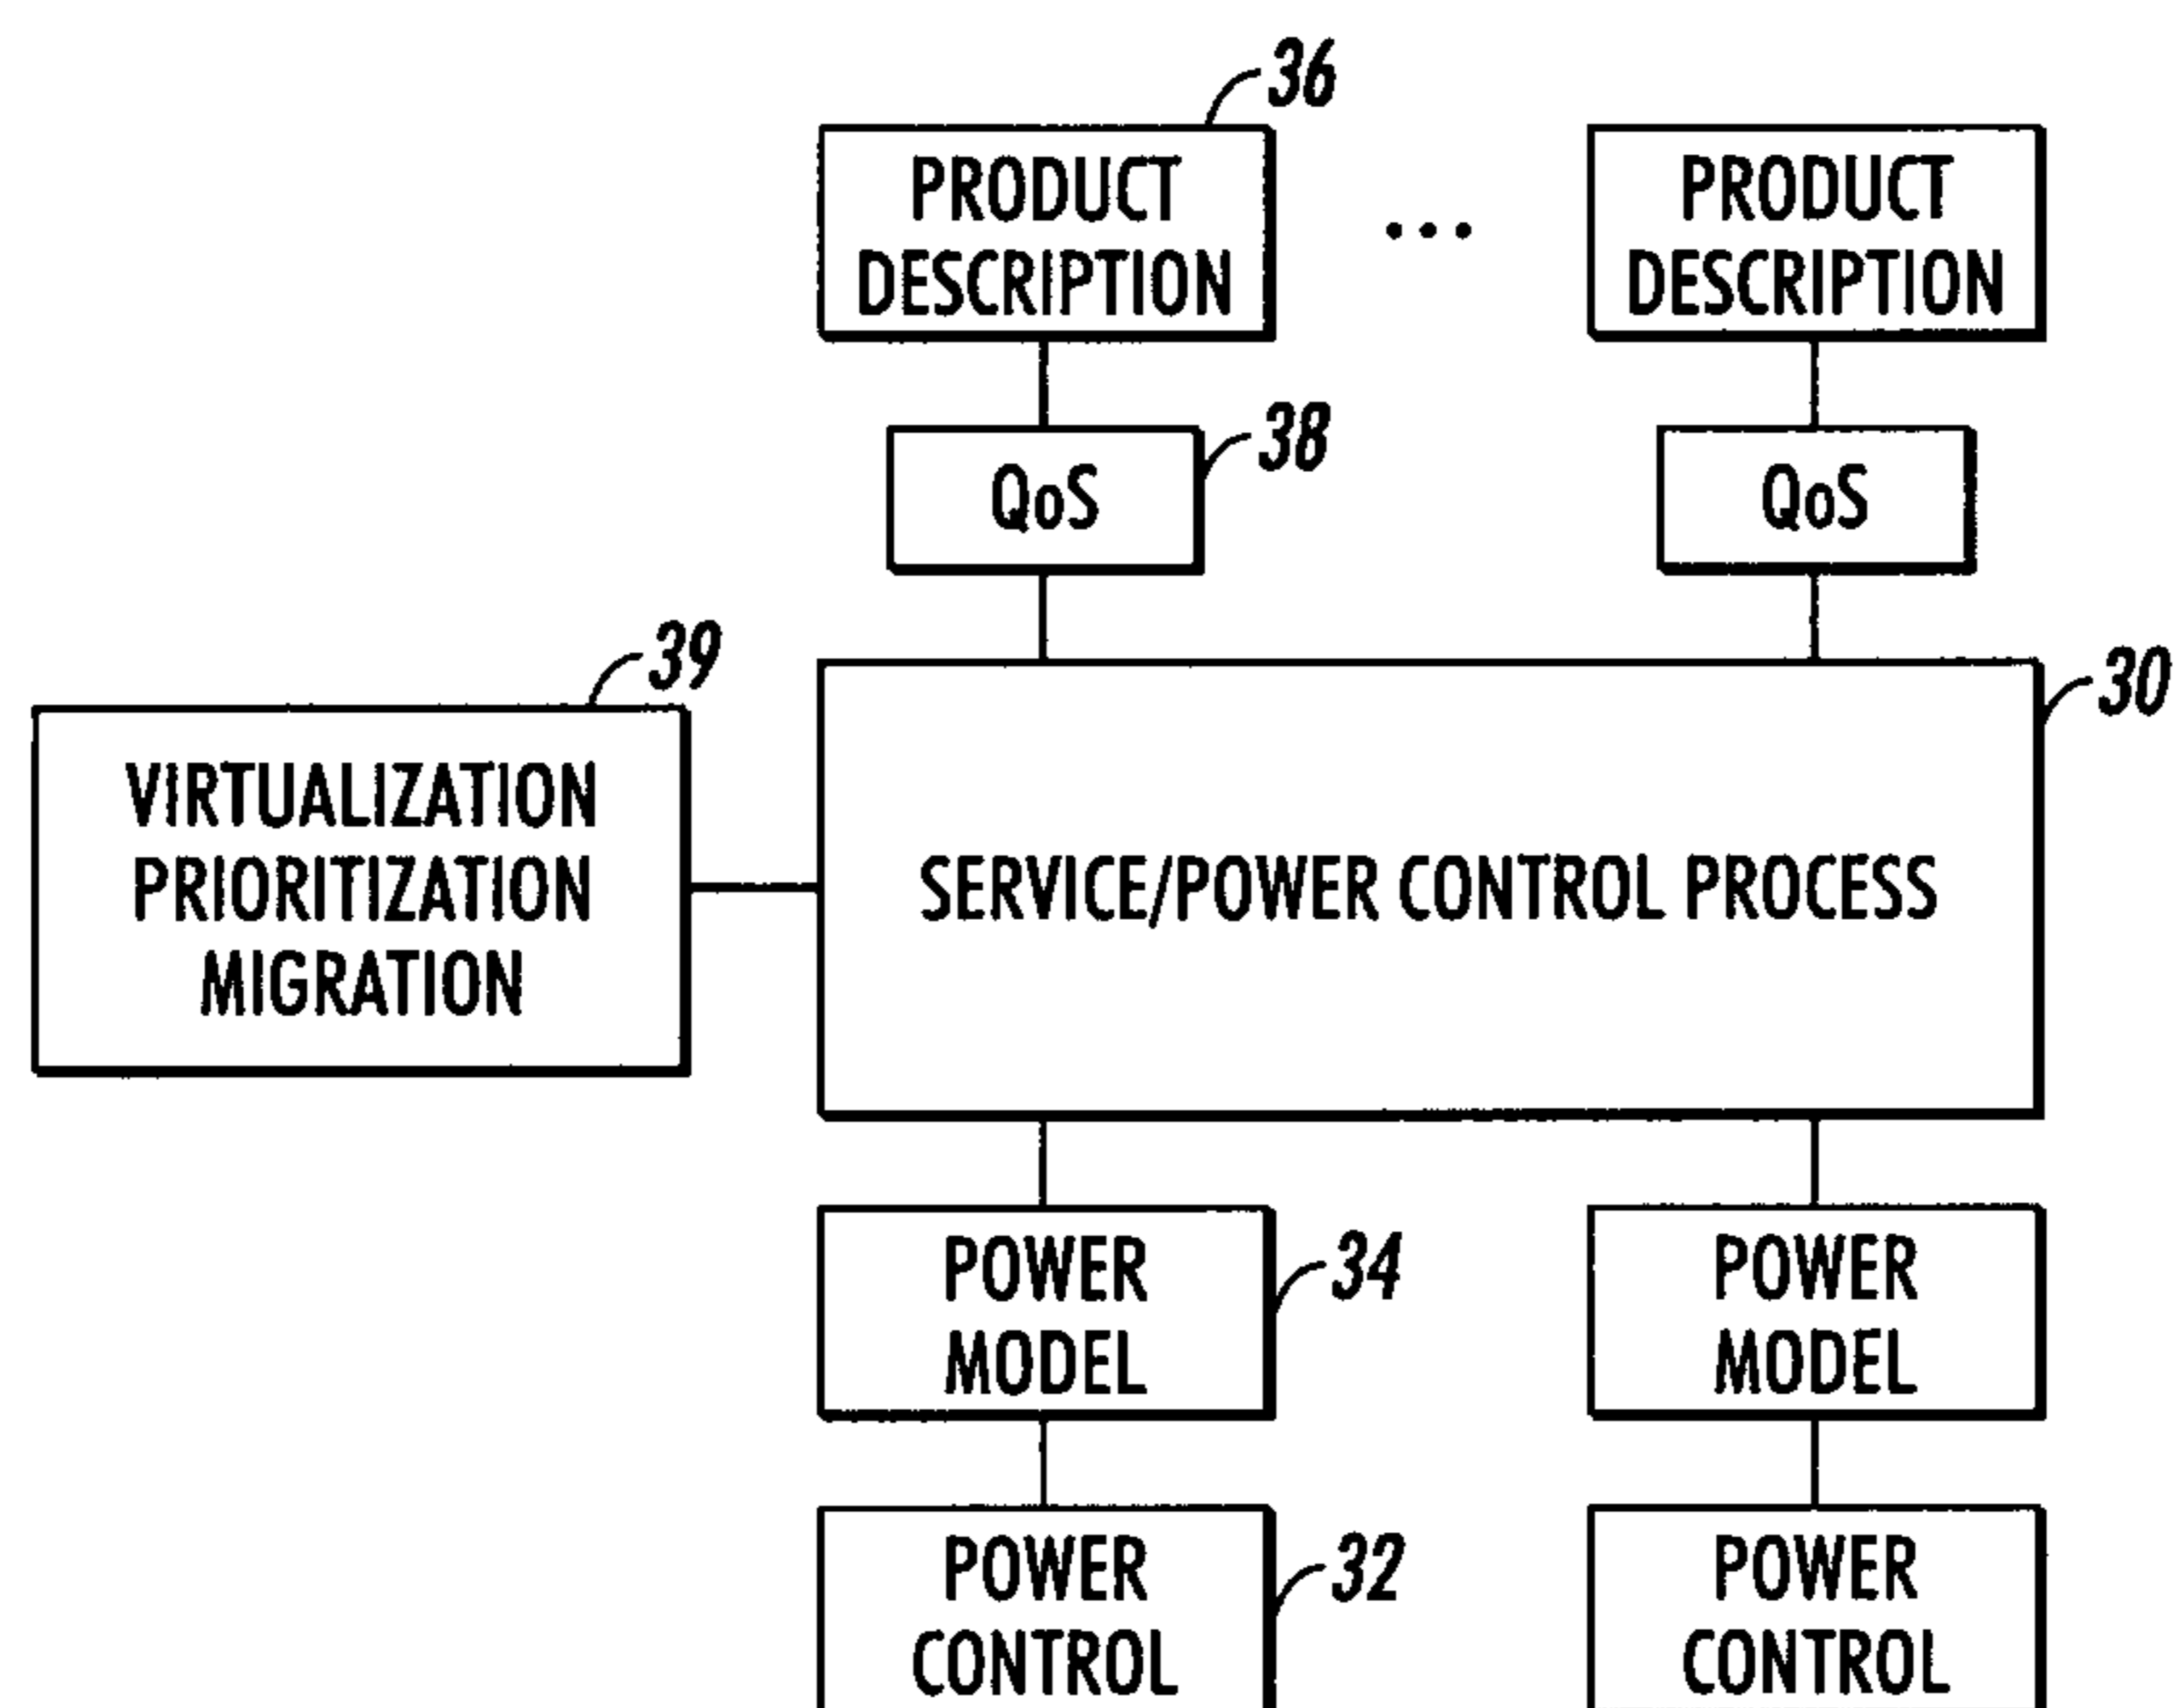 36
PRODUCT
DESCRIPTION
...
PRODUCT
DESCRIPTION
38
QoS
QoS
39
VIRTUALIZATION
PRIORITIZATION
MIGRATION
30
SERVICE/POWER CONTROL PROCESS
POWER
MODEL
34
POWER
MODEL
POWER
CONTROL
32
POWER
CONTROL